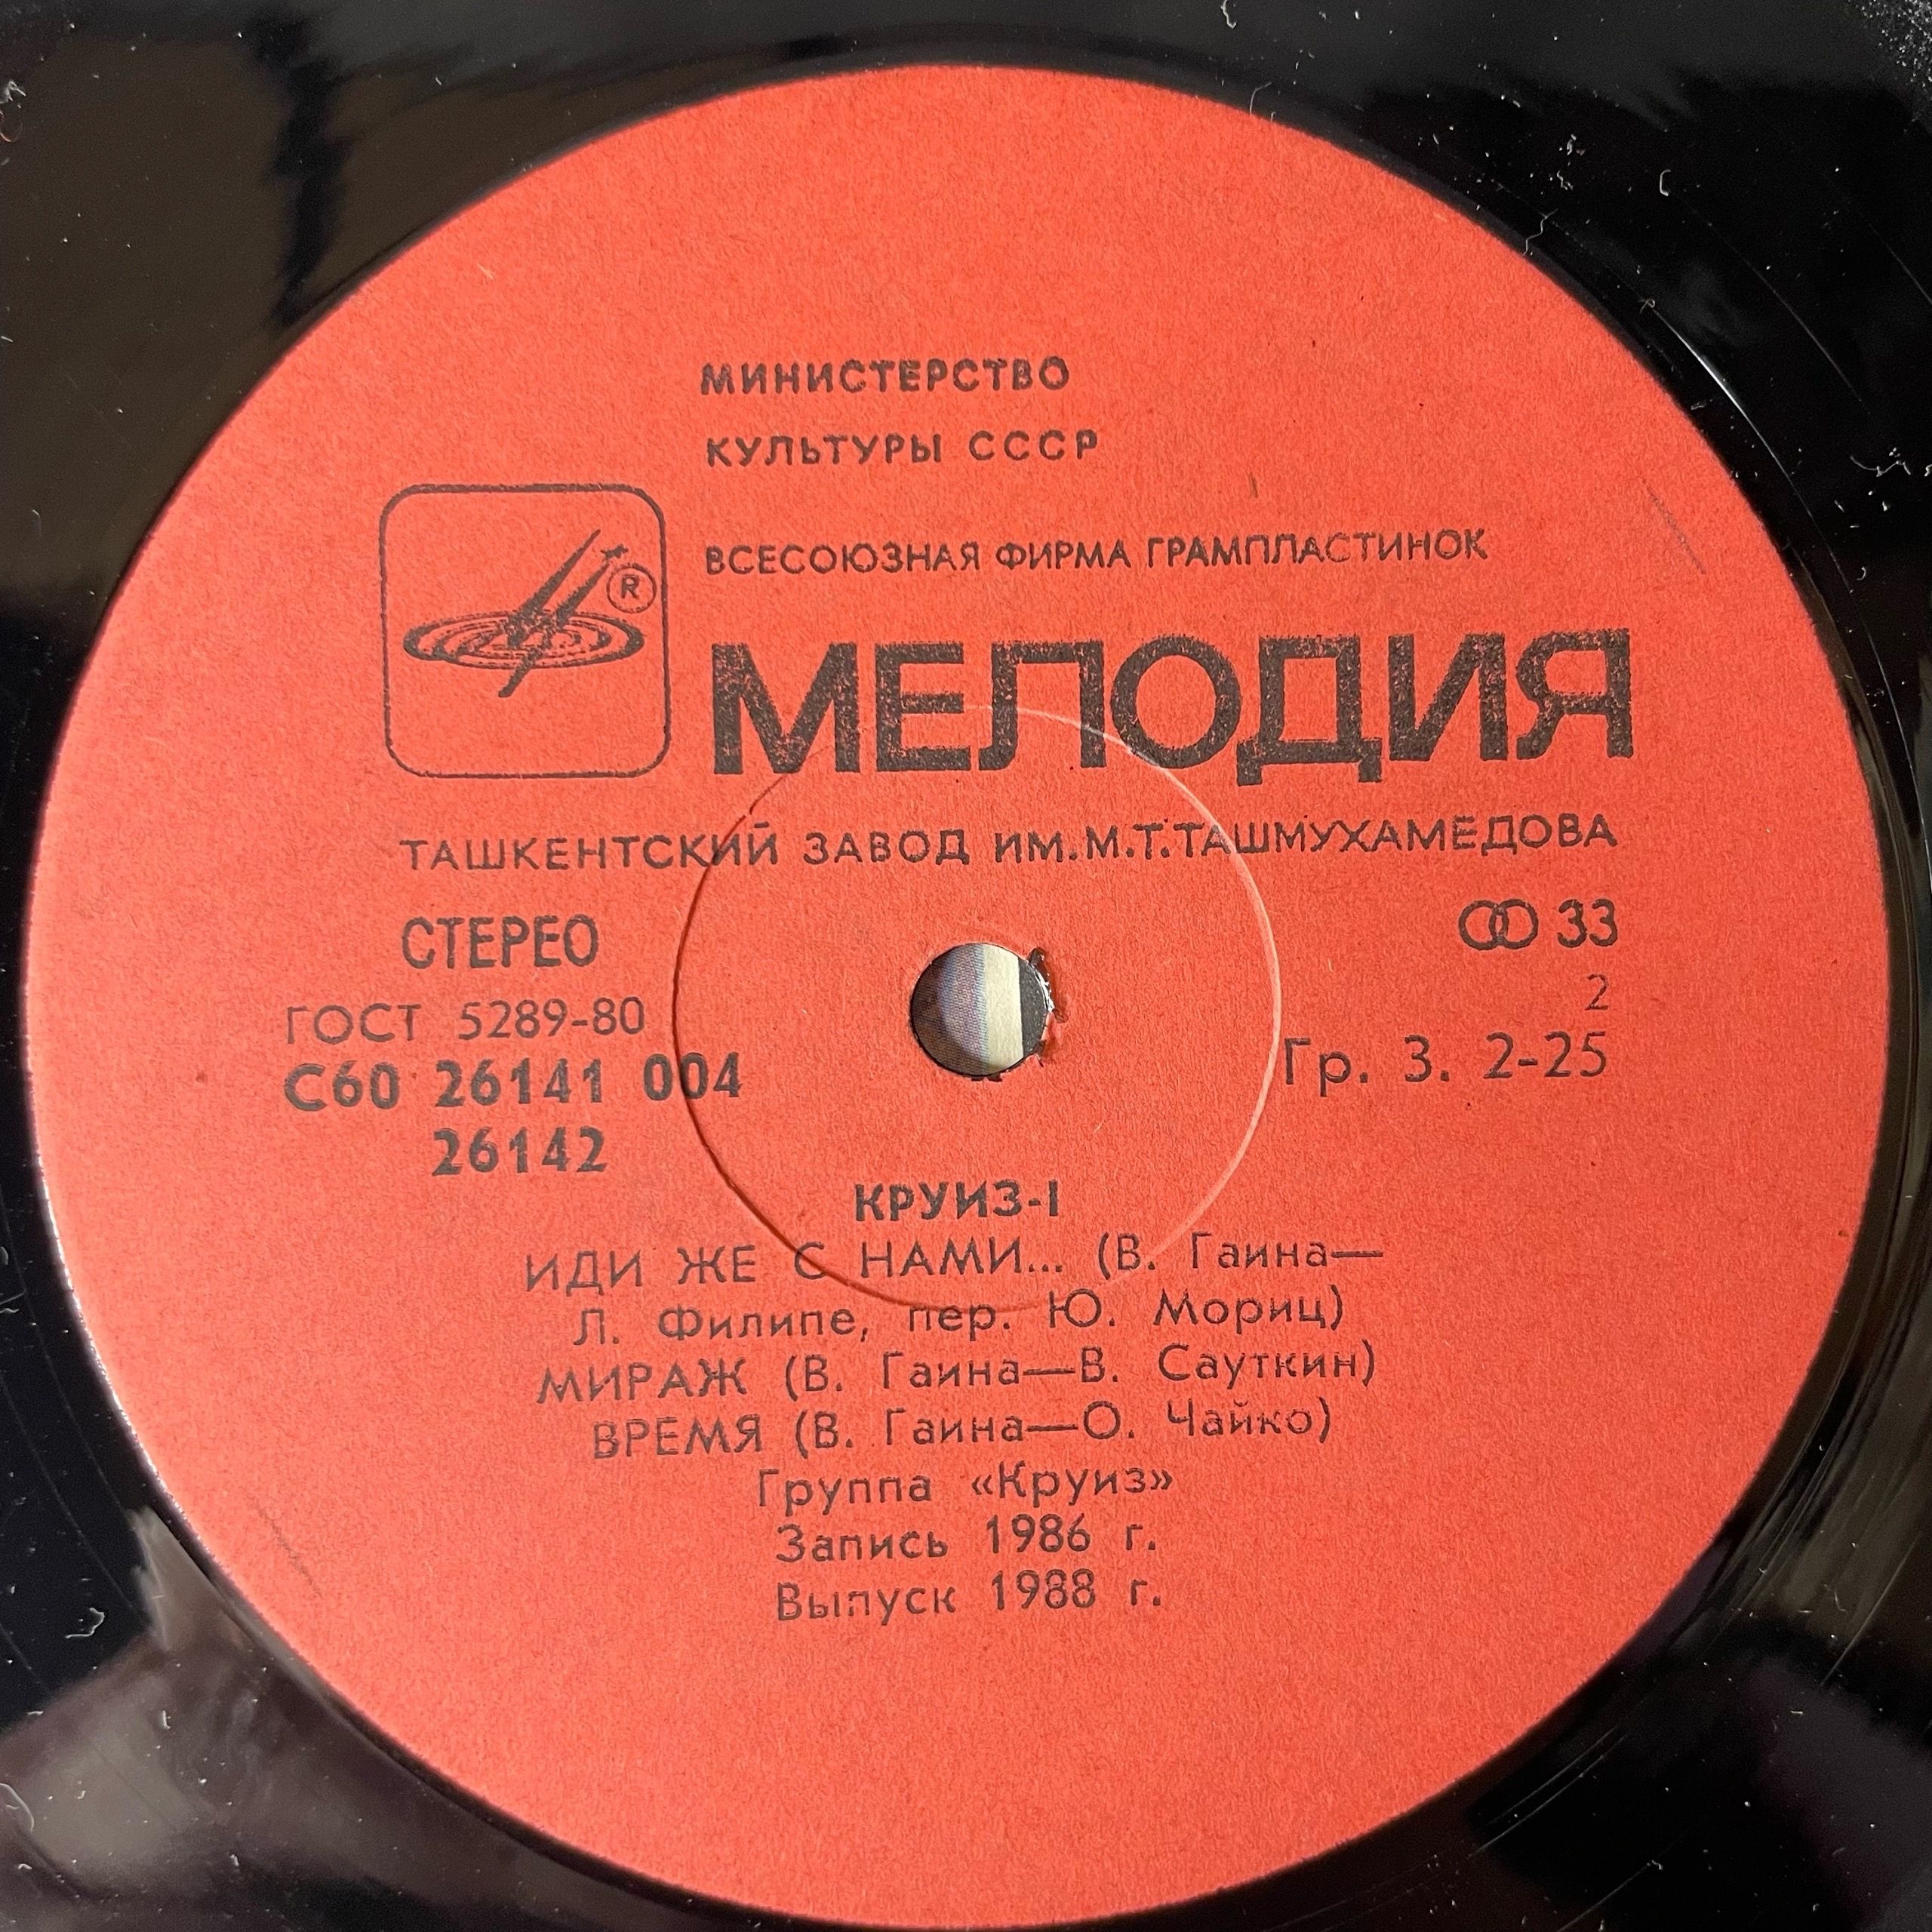 МИНИСТЕРСТВО
КУЛЬТУРЫ СССР
ВСЕСОЮЗНАЯ ФИРМА ГРАМПЛАСТИНОК
®
МЕЛОДИЯ
ТАШКЕНТСКИЙ ЗАВОД ИМ.М.Т.ТАШМУХАМЕДОВА
СТЕРЕО
33
ГОСТ 5289-80
2
С60 26141 004
Гр. 3. 2-25
26142
КРУИЗ-I
ИДИ ЖЕ С НАМИ... (В. Гаина—
Л. Филипе, пер. Ю. Мориц)
МИРАЖ (В. Гаина—В. Сауткин)
ВРЕМЯ (В. Гаина—О. Чайко)
Группа «Круиз»
Запись 1986 г.
Выпуск 1988 г.